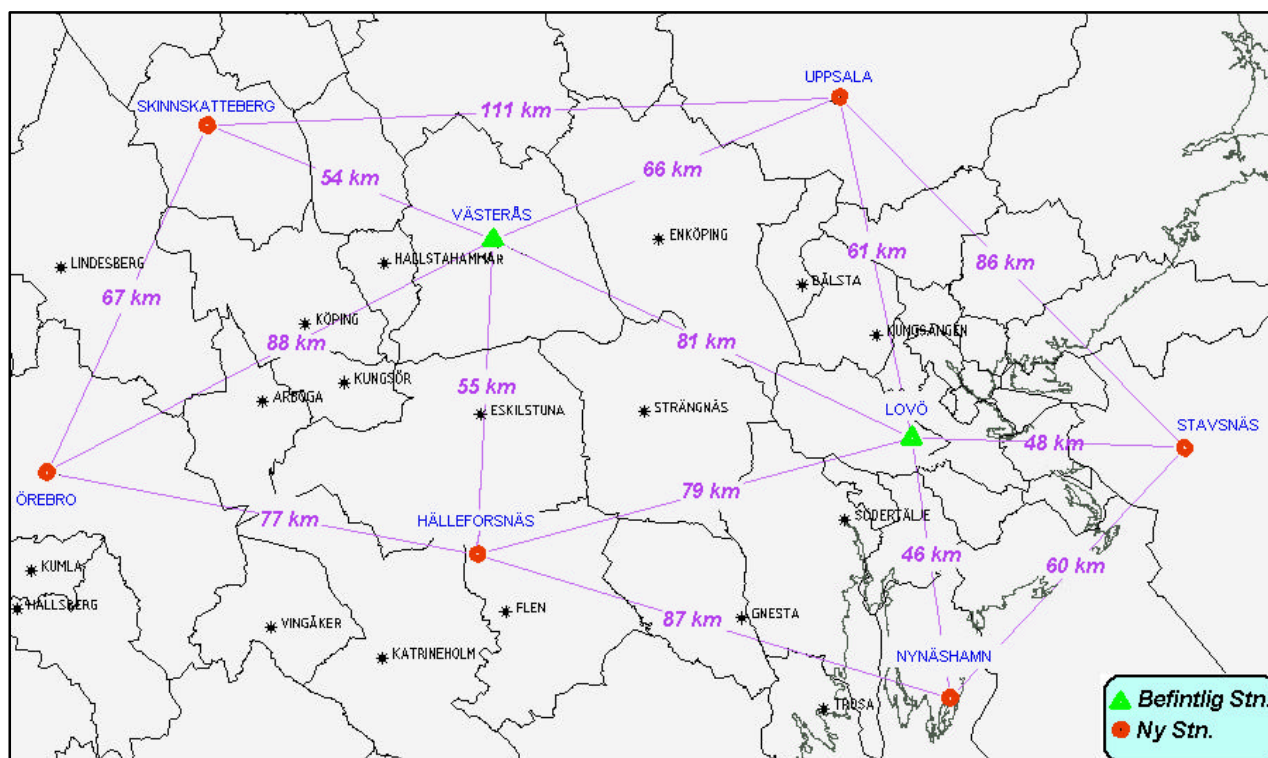 UPPSALA
SKINNSKATTEBERG
111 km
54 km
66 km
VÄSTERÅS
ENKÖPING
LINDESBERG
HALLSTAHAMMAR
61 km
86 km
BÅLSTA
67 km
KÖPING
88 km
81 km
KUNGSÄNGEN
KUNGSÖR
ARBOGA
55 km
ESKILSTUNA
STRÄNGNÄS
LOVÖ
STAVSNÄS
48 km
ÖREBRO
79 km
77 km
HÄLLEFORSNÄS
SÖDERTÄLJE
46 km
60 km
KUMLA
HALLSBERG
FLEN
87 km
GNESTA
VINGÅKER
KATRINEHOLM
NYNÄSHAMN
TROSA
Befintlig Stn.
Ny Stn.